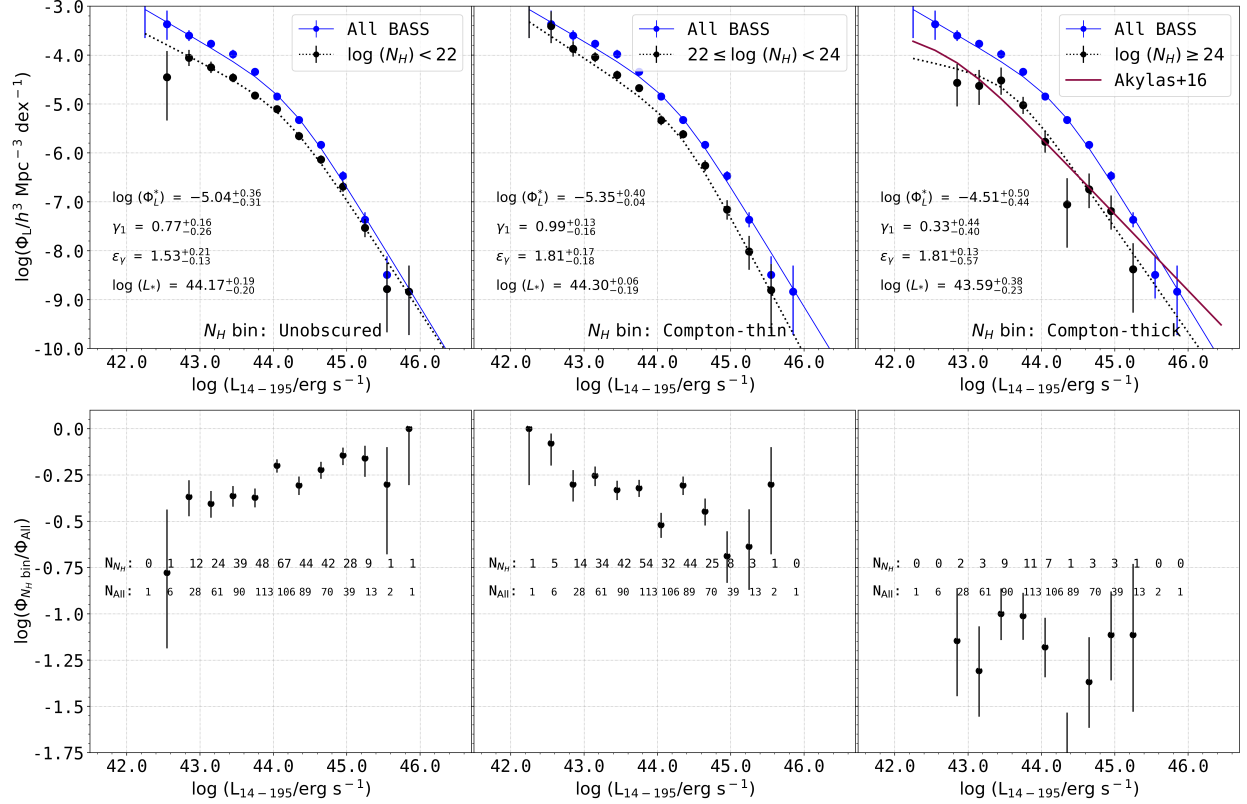 -3.0
-4.0
-5.0
-6.0
-7.0
-8.0
-9.0
-10.0
log(Φ_L/h³ Mpc⁻³ dex⁻¹)
All BASS
log (N_H) < 22
log (Φ*_L) = −5.04 +0.36 −0.31
γ₁ = 0.77 +0.16 −0.26
ε_γ = 1.53 +0.21 −0.13
log (L_*) = 44.17 +0.19 −0.20
N_H bin: Unobscured
42.0 43.0 44.0 45.0 46.0
log (L₁₄₋₁₉₅/erg s⁻¹)
All BASS
22 ≤ log (N_H) < 24
log (Φ*_L) = −5.35 +0.40 −0.04
γ₁ = 0.99 +0.13 −0.16
ε_γ = 1.81 +0.17 −0.18
log (L_*) = 44.30 +0.06 −0.19
N_H bin: Compton-thin
42.0 43.0 44.0 45.0 46.0
log (L₁₄₋₁₉₅/erg s⁻¹)
All BASS
log (N_H) ≥ 24
Akylas+16
log (Φ*_L) = −4.51 +0.50 −0.44
γ₁ = 0.33 +0.44 −0.40
ε_γ = 1.81 +0.13 −0.57
log (L_*) = 43.59 +0.38 −0.23
N_H bin: Compton-thick
42.0 43.0 44.0 45.0 46.0
log (L₁₄₋₁₉₅/erg s⁻¹)
0.0
-0.25
-0.5
-0.75
-1.0
-1.25
-1.5
-1.75
log(Φ_{N_H bin}/Φ_All)
N_{N_H}: 0 1 12 24 39 48 67 44 42 28 9 1 1
N_All: 1 6 28 61 90 113 106 89 70 39 13 2 1
42.0 43.0 44.0 45.0 46.0
log (L₁₄₋₁₉₅/erg s⁻¹)
N_{N_H}: 1 5 14 34 42 54 32 44 25 8 3 1 0
N_All: 1 6 28 61 90 113 106 89 70 39 13 2 1
42.0 43.0 44.0 45.0 46.0
log (L₁₄₋₁₉₅/erg s⁻¹)
N_{N_H}: 0 0 2 3 9 11 7 1 3 3 1 0 0
N_All: 1 6 28 61 90 113 106 89 70 39 13 2 1
42.0 43.0 44.0 45.0 46.0
log (L₁₄₋₁₉₅/erg s⁻¹)